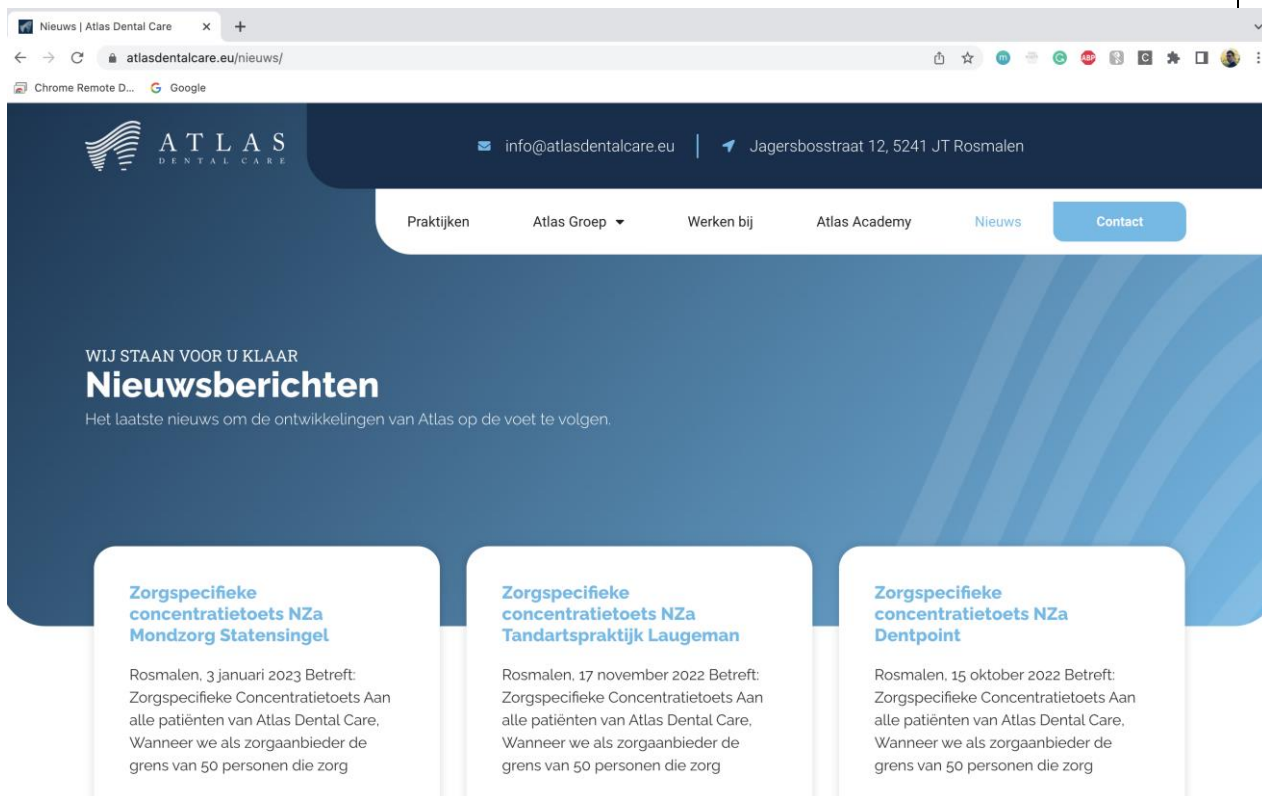 Nieuws | Atlas Dental Care
atlasdentalcare.eu/nieuws/
Chrome Remote D... Google
ATLAS
DENTAL CARE
info@atlasdentalcare.eu
Jagersbosstraat 12, 5241 JT Rosmalen
Praktijken Atlas Groep Werken bij Atlas Academy Nieuws Contact
WIJ STAAN VOOR U KLAAR
Nieuwsberichten
Het laatste nieuws om de ontwikkelingen van Atlas op de voet te volgen.
Zorgspecifieke
concentratietoets NZa
Mondzorg Statensingel
Rosmalen, 3 januari 2023 Betreft:
Zorgspecifieke Concentratietoets Aan
alle patiënten van Atlas Dental Care,
Wanneer we als zorgaanbieder de
grens van 50 personen die zorg
Zorgspecifieke
concentratietoets NZa
Tandartspraktijk Laugeman
Rosmalen, 17 november 2022 Betreft:
Zorgspecifieke Concentratietoets Aan
alle patiënten van Atlas Dental Care,
Wanneer we als zorgaanbieder de
grens van 50 personen die zorg
Zorgspecifieke
concentratietoets NZa
Dentpoint
Rosmalen, 15 oktober 2022 Betreft:
Zorgspecifieke Concentratietoets Aan
alle patiënten van Atlas Dental Care,
Wanneer we als zorgaanbieder de
grens van 50 personen die zorg